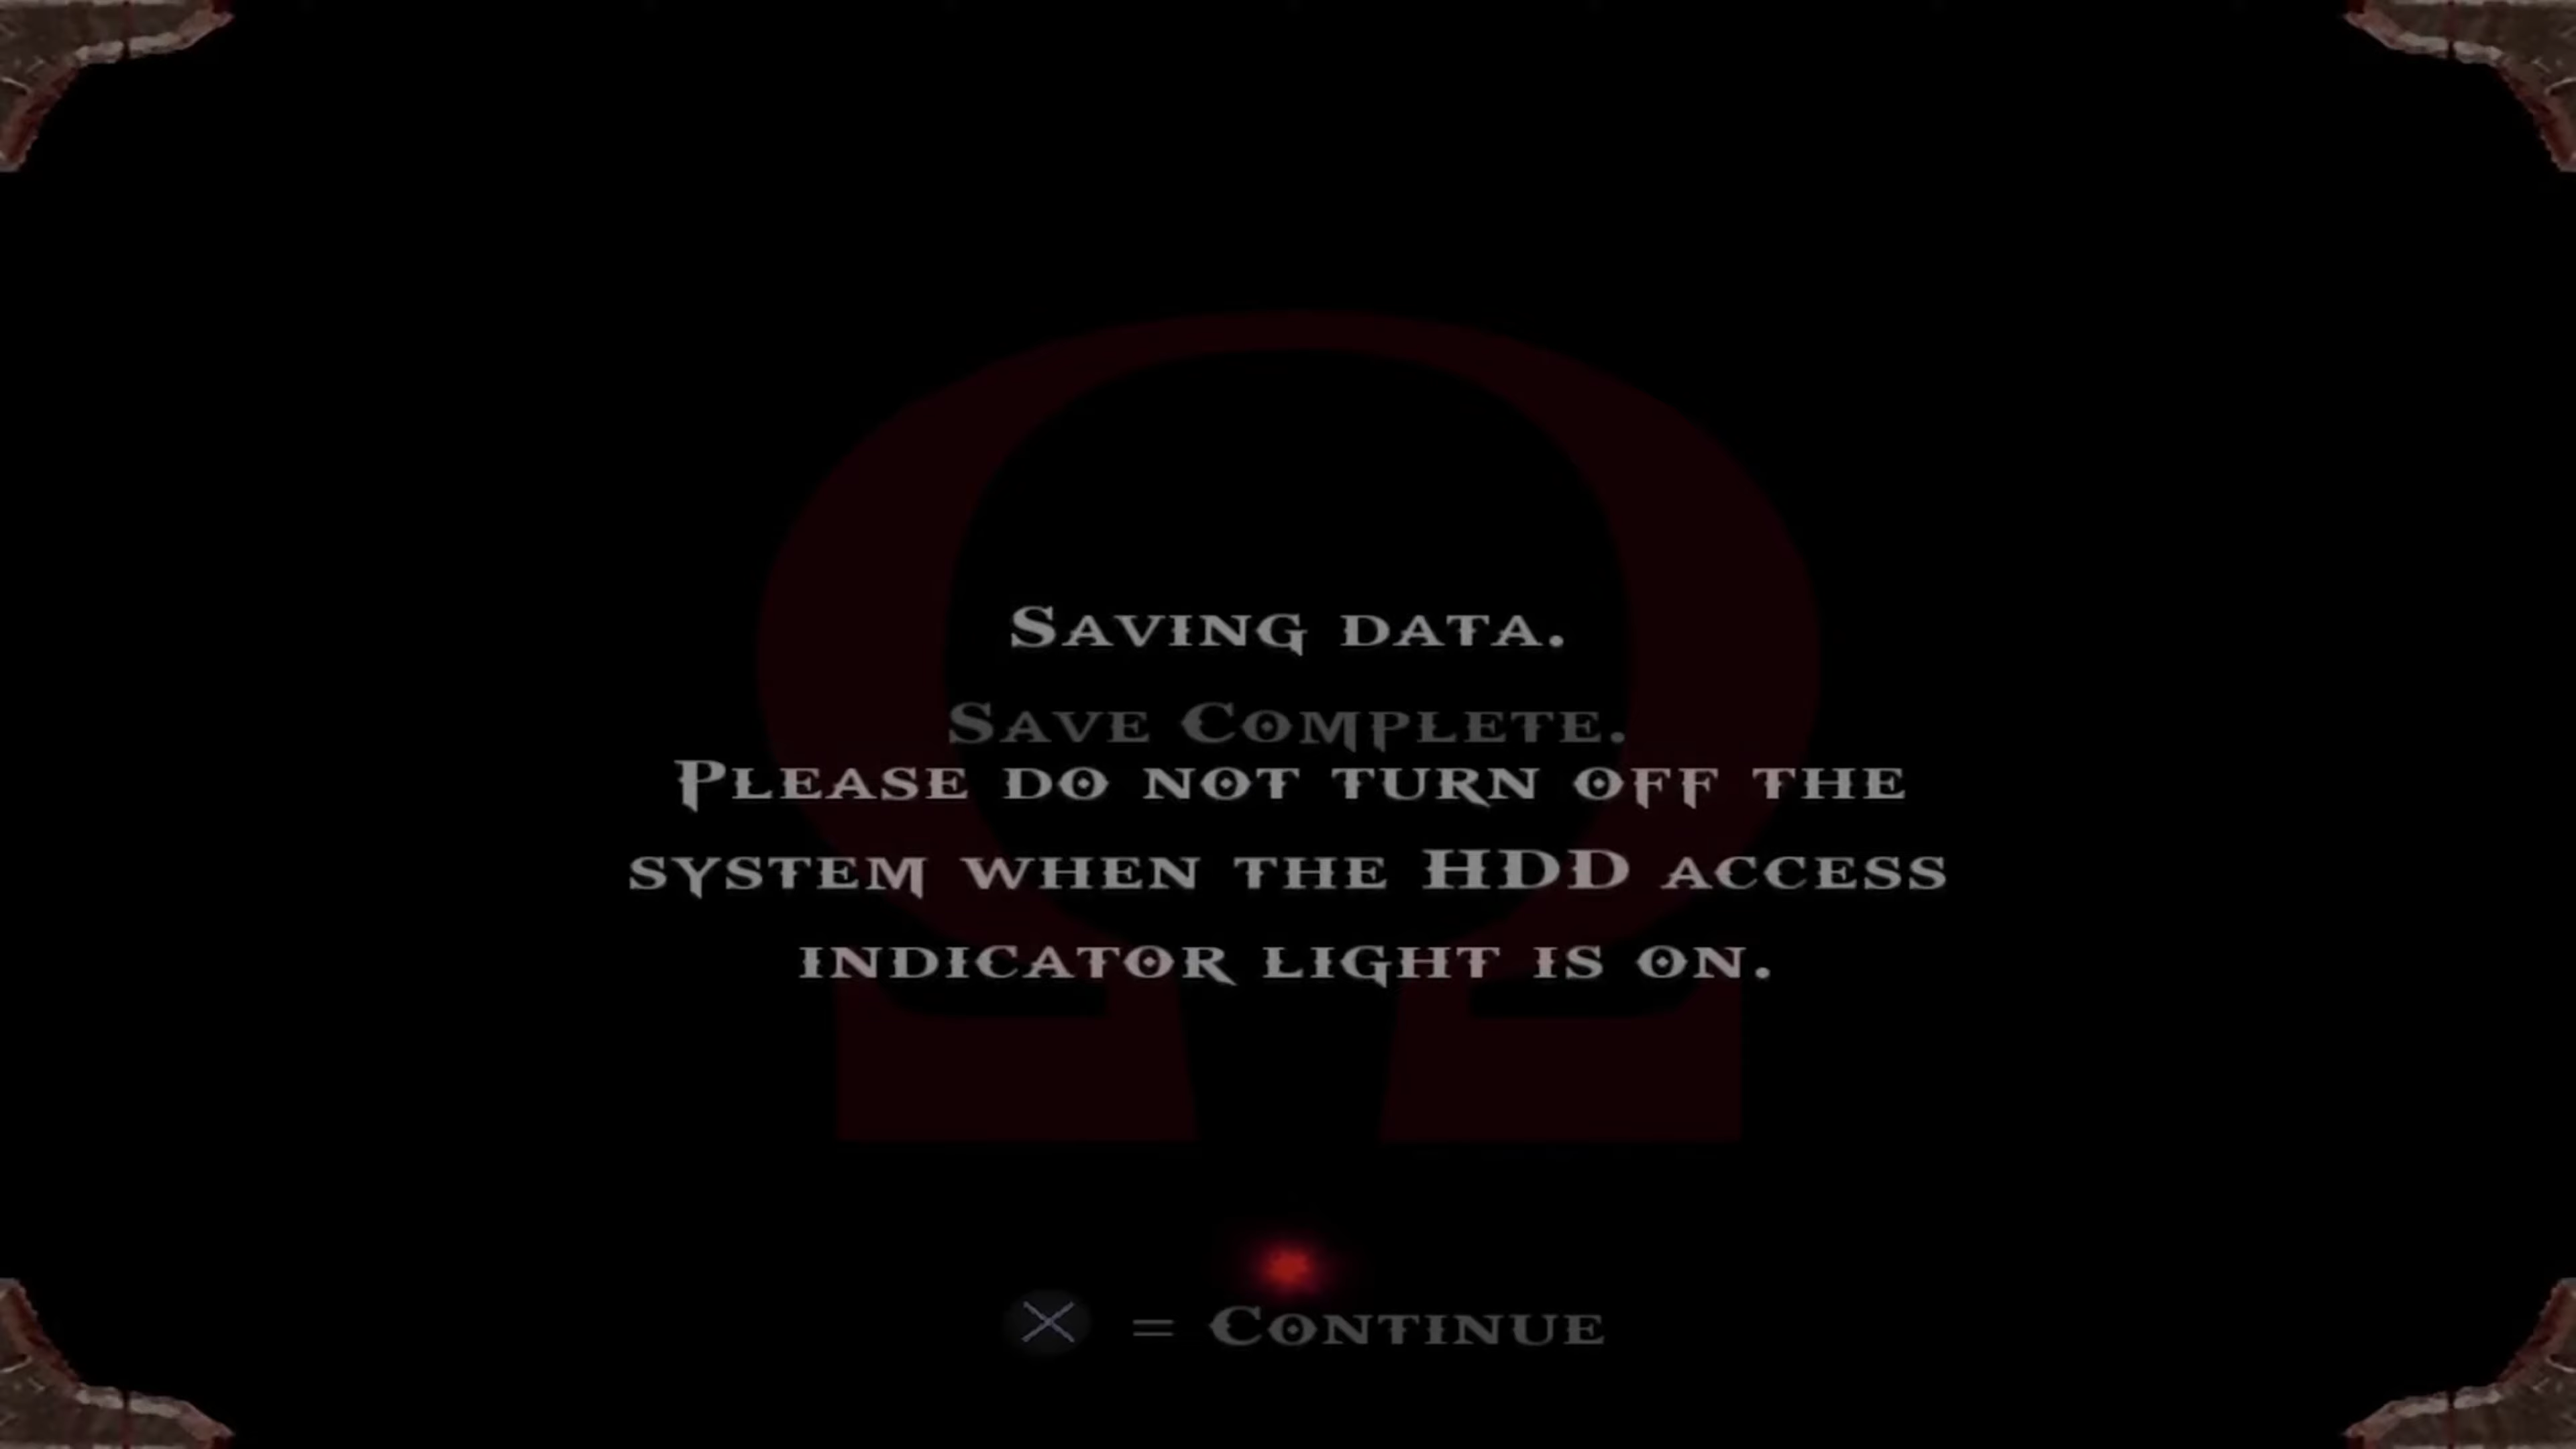 Saving data.
Save Complete.
Please do not turn off the
system when the HDD access
indicator light is on.
= Continue